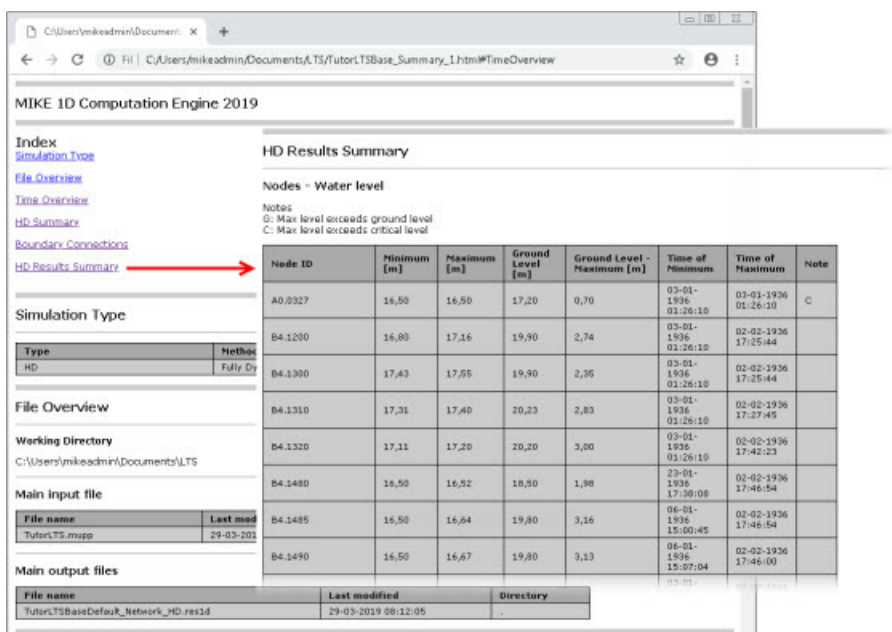 C:\Users\mikeadmin\Document:
C:/Users/mikeadmin/Documents/LTS/TutorLTSBase_Summary_1.html#TimeOverview
MIKE 1D Computation Engine 2019
Index
Simulation Type
File Overview
Time Overview
HD Summary
Boundary Connections
HD Results Summary
Simulation Type
Type Method
HD Fully Dy
File Overview
Working Directory
C:\Users\mikeadmin\Documents\LTS
Main input file
File name Last mod
TutorLTS.mupp 29-03-201
Main output files
File name Last modified Directory
TutorLTSBaseDefault_Network_HD.res1d 29-03-2019 08:12:05 .
HD Results Summary
Nodes - Water level
Notes
G: Max level exceeds ground level
C: Max level exceeds critical level
Node ID Minimum [m] Maximum [m] Ground Level [m] Ground Level - Maximum [m] Time of Minimum Time of Maximum Note
A0.0327 16,50 16,50 17,20 0,70 03-01-1936 01:26:10 03-01-1936 01:26:10 C
B4.1200 16,80 17,16 19,90 2,74 03-01-1936 01:26:10 02-02-1936 17:25:44
B4.1300 17,43 17,55 19,90 2,35 03-01-1936 01:26:10 02-02-1936 17:25:44
B4.1310 17,31 17,40 20,23 2,83 03-01-1936 01:26:10 02-02-1936 17:27:45
B4.1320 17,11 17,20 20,20 3,00 03-01-1936 01:26:10 02-02-1936 17:42:23
B4.1480 16,50 16,52 18,50 1,98 23-01-1936 17:38:08 02-02-1936 17:46:54
B4.1485 16,50 16,64 19,80 3,16 06-01-1936 15:00:45 02-02-1936 17:46:54
B4.1490 16,50 16,67 19,80 3,13 06-01-1936 15:07:04 02-02-1936 17:46:00